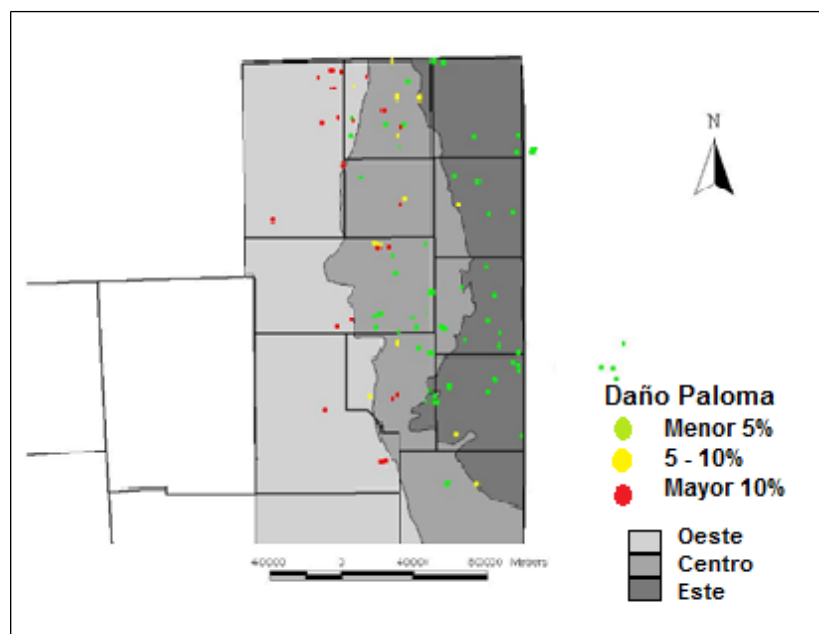 N
Daño Paloma
Menor 5%
5 - 10%
Mayor 10%
Oeste
Centro
Este
40000 0 40000 80000 Meters